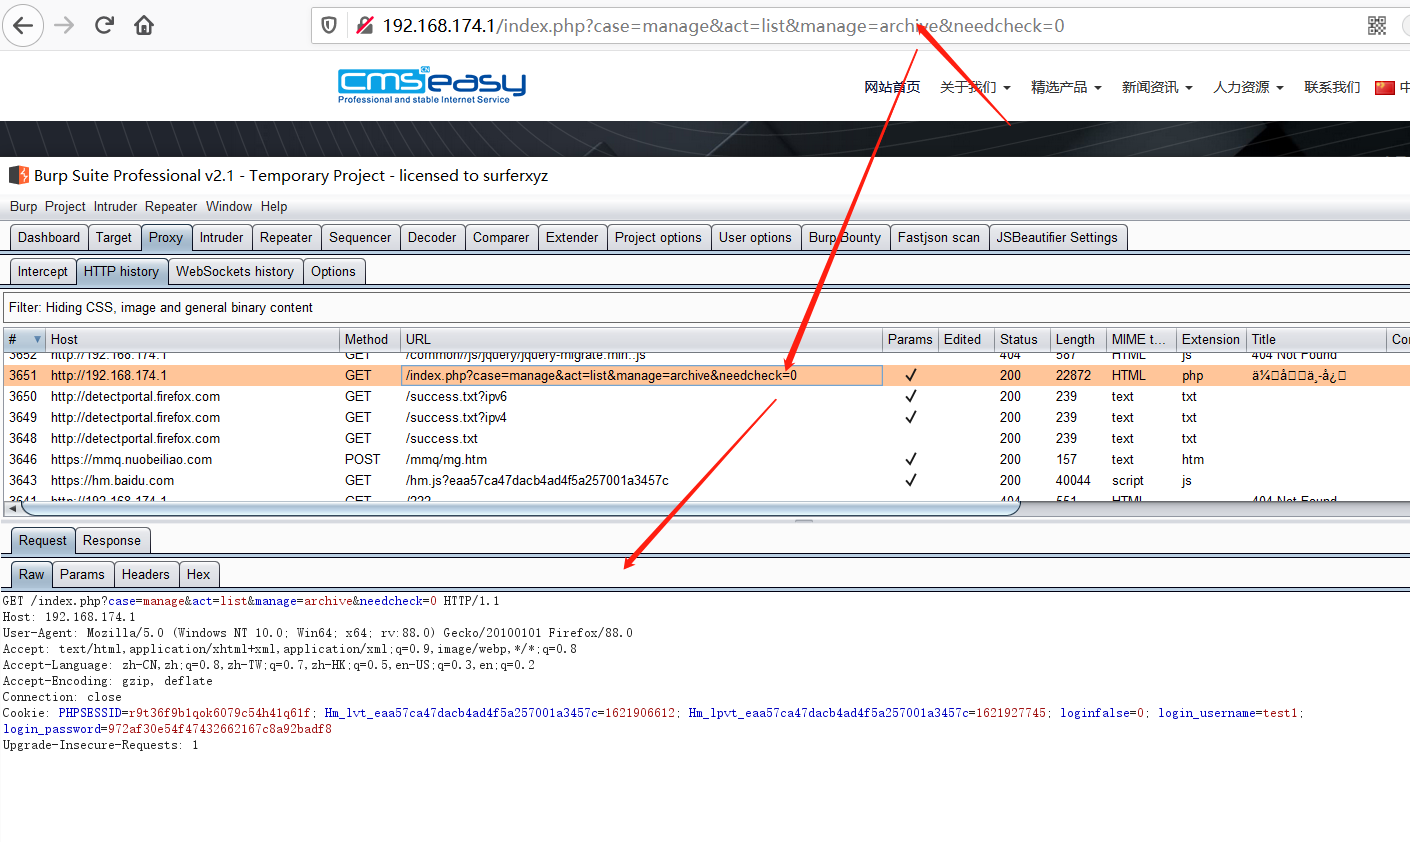 192.168.174.1/index.php?case=manage&act=list&manage=archive&needcheck=0
cmseasy CN
Professional and stable Internet Service
网站首页 关于我们 精选产品 新闻资讯 人力资源 联系我们 中
Burp Suite Professional v2.1 - Temporary Project - licensed to surferxyz
Burp Project Intruder Repeater Window Help
Dashboard Target Proxy Intruder Repeater Sequencer Decoder Comparer Extender Project options User options Burp Bounty Fastjson scan JSBeautifier Settings
Intercept HTTP history WebSockets history Options
Filter: Hiding CSS, image and general binary content
# Host Method URL Params Edited Status Length MIME t... Extension Title Co
3652 http://192.168.174.1 GET /common//js/jquery/jquery-migrate.min..js 404 587 HTML js 404 Not Found
3651 http://192.168.174.1 GET /index.php?case=manage&act=list&manage=archive&needcheck=0 ✓ 200 22872 HTML php
3650 http://detectportal.firefox.com GET /success.txt?ipv6 ✓ 200 239 text txt
3649 http://detectportal.firefox.com GET /success.txt?ipv4 ✓ 200 239 text txt
3648 http://detectportal.firefox.com GET /success.txt 200 239 text txt
3646 https://mmq.nuobeiliao.com POST /mmq/mg.htm ✓ 200 157 text htm
3643 https://hm.baidu.com GET /hm.js?eaa57ca47dacb4ad4f5a257001a3457c ✓ 200 40044 script js
3641 http://192.168.174.1 GET /222 404 551 HTML 404 Not Found
Request Response
Raw Params Headers Hex
GET /index.php?case=manage&act=list&manage=archive&needcheck=0 HTTP/1.1
Host: 192.168.174.1
User-Agent: Mozilla/5.0 (Windows NT 10.0; Win64; x64; rv:88.0) Gecko/20100101 Firefox/88.0
Accept: text/html,application/xhtml+xml,application/xml;q=0.9,image/webp,*/*;q=0.8
Accept-Language: zh-CN,zh;q=0.8,zh-TW;q=0.7,zh-HK;q=0.5,en-US;q=0.3,en;q=0.2
Accept-Encoding: gzip, deflate
Connection: close
Cookie: PHPSESSID=r9t36f9b1qok6079c54h41q61f; Hm_lvt_eaa57ca47dacb4ad4f5a257001a3457c=1621906612; Hm_lpvt_eaa57ca47dacb4ad4f5a257001a3457c=1621927745; loginfalse=0; login_username=test1;
login_password=972af30e54f47432662167c8a92badf8
Upgrade-Insecure-Requests: 1